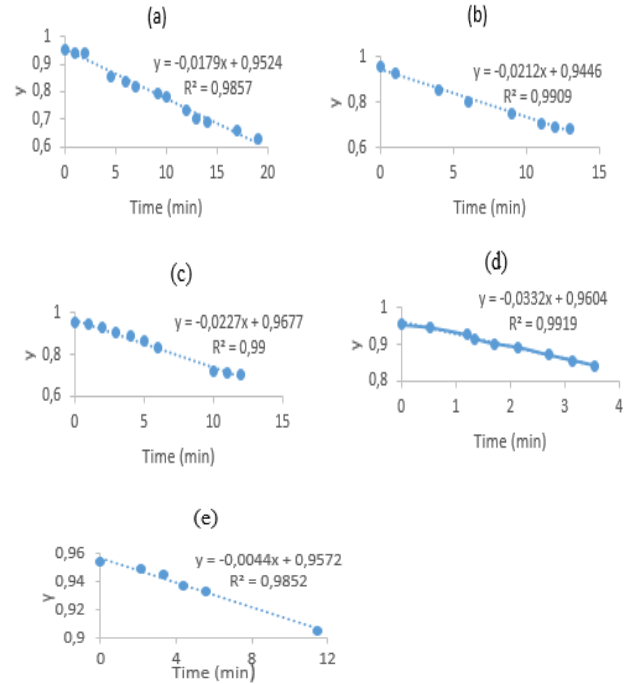 (a)
1
0,9
0,8
0,7
0,6
y
y = -0,0179x + 0,9524
R² = 0,9857
0 5 10 15 20
Time (min)
(b)
1
0,8
0,6
y
y = -0,0212x + 0,9446
R² = 0,9909
0 5 10 15
Time (min)
(c)
1
0,8
0,6
y
y = -0,0227x + 0,9677
R² = 0,99
0 5 10 15
Time (min)
(d)
1
0,9
0,8
y
y = -0,0332x + 0,9604
R² = 0,9919
0 1 2 3 4
Time (min)
(e)
0,96
0,94
0,92
0,9
y
y = -0,0044x + 0,9572
R² = 0,9852
0 4 8 12
Time (min)